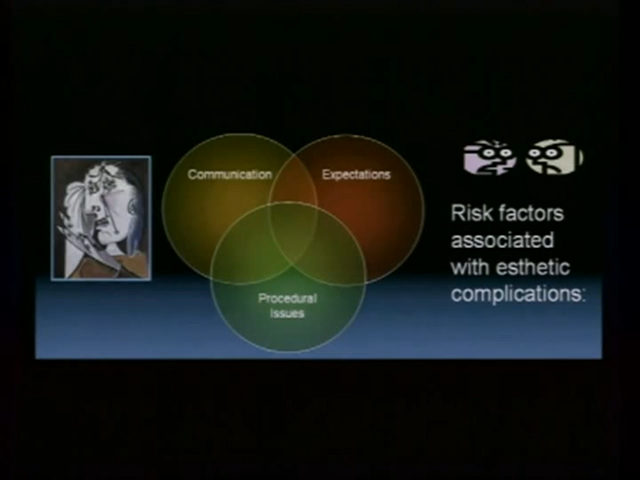 Communication
Expectations
Procedural
Issues
Risk factors
associated
with esthetic
complications: